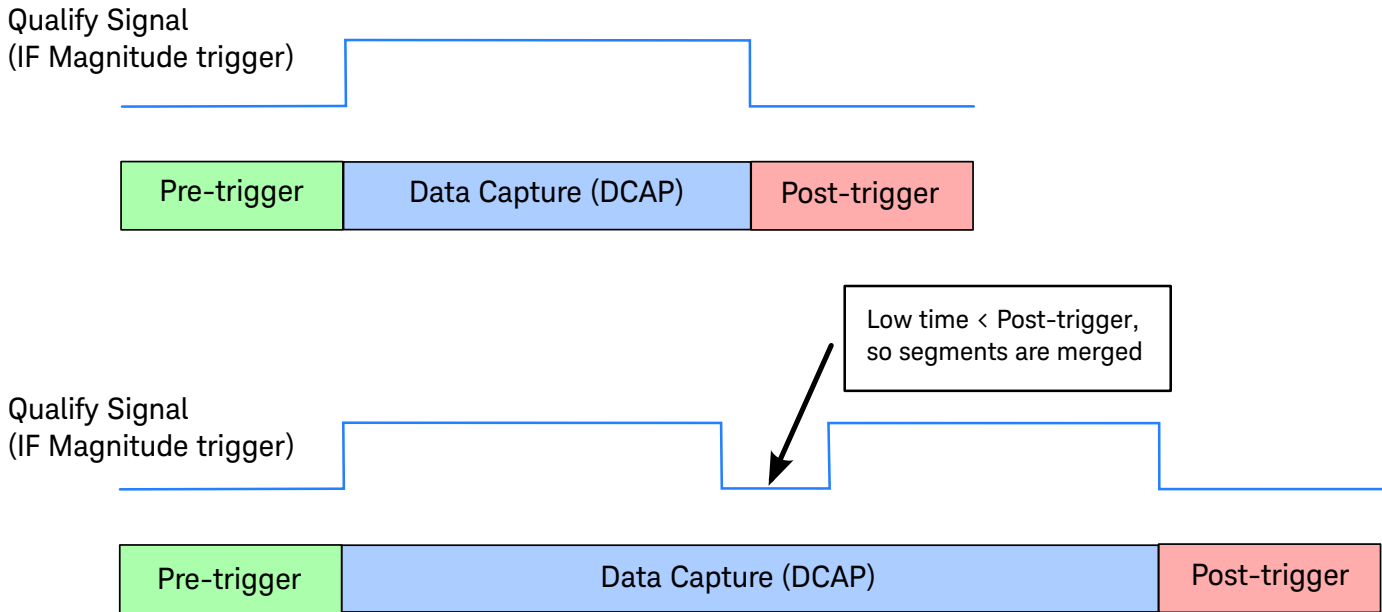 Qualify Signal
(IF Magnitude trigger)
Pre-trigger
Data Capture (DCAP)
Post-trigger
Low time < Post-trigger,
so segments are merged
Qualify Signal
(IF Magnitude trigger)
Pre-trigger
Data Capture (DCAP)
Post-trigger